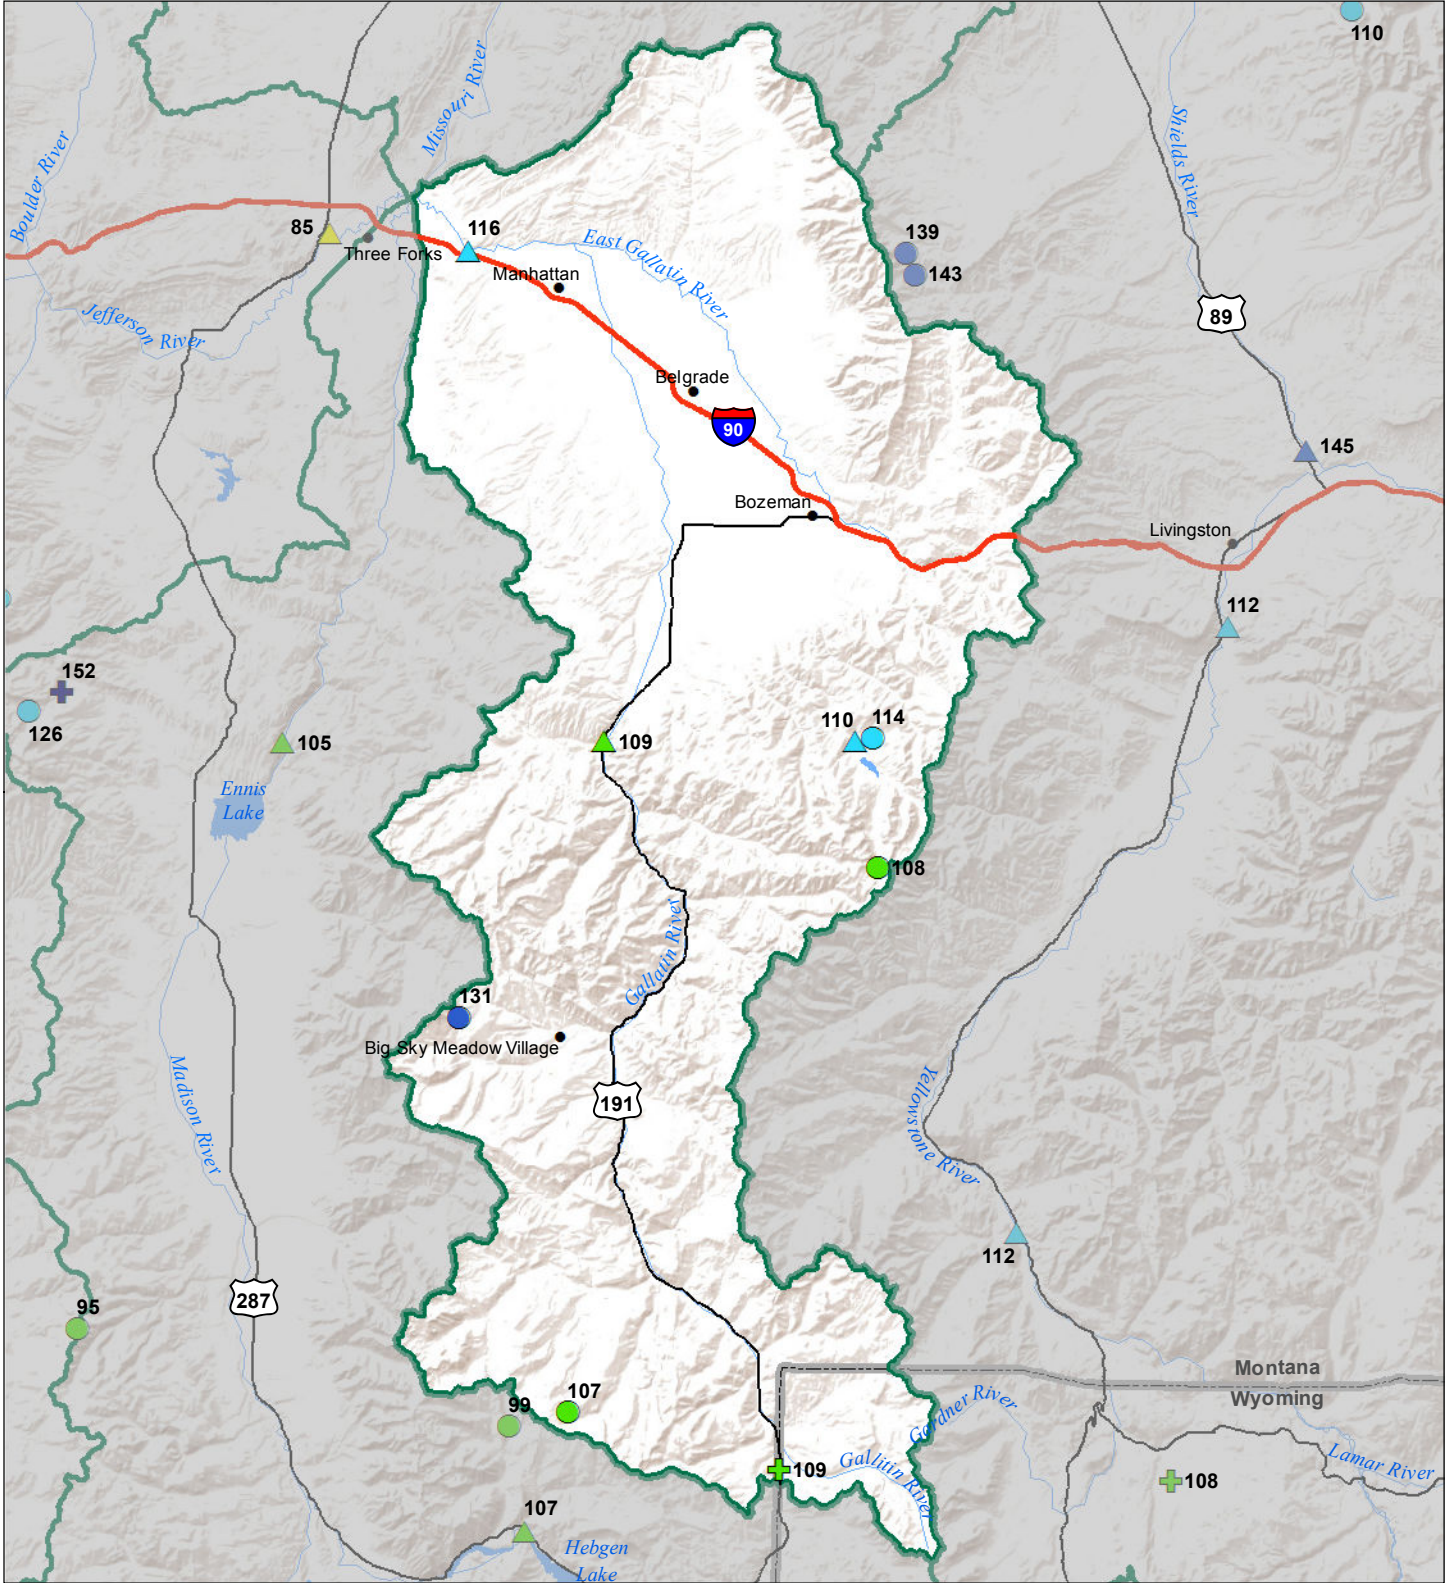 110
Missouri River
Boulder River
Shields River
85
Three Forks
116
East Gallatin River
139
143
Manhattan
89
Jefferson River
Belgrade
90
145
Bozeman
Livingston
112
152
126
105
109
110
114
Ennis
Lake
108
Gallatin River
131
Big Sky Meadow Village
Madison River
191
Yellowstone River
112
287
95
Montana
Wyoming
99
107
Gardner River
109
Gallitin River
Lamar River
108
107
Hebgen
Lake